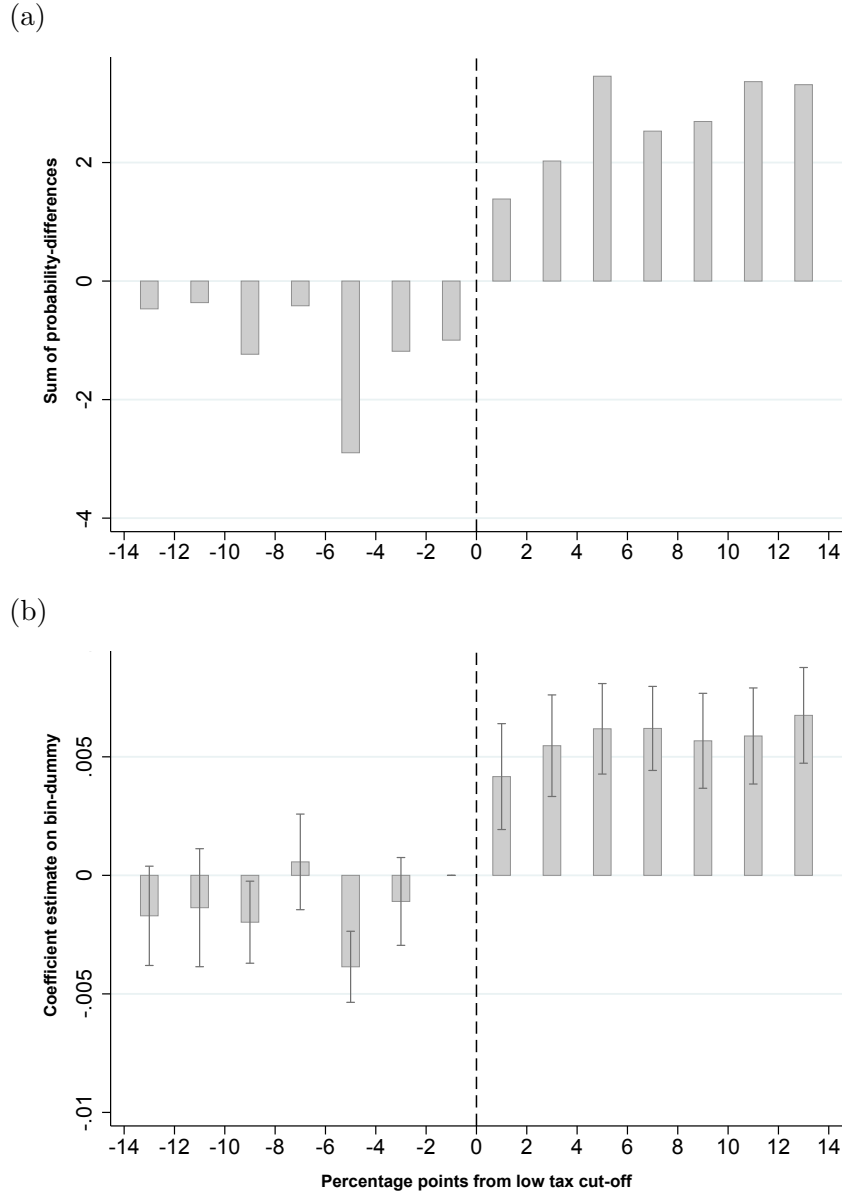 (a)
Sum of probability-differences
2
0
-2
-4
-14 -12 -10 -8 -6 -4 -2 0 2 4 6 8 10 12 14
(b)
Coefficient estimate on bin-dummy
.005
0
-.005
-.01
-14 -12 -10 -8 -6 -4 -2 0 2 4 6 8 10 12 14
Percentage points from low tax cut-off